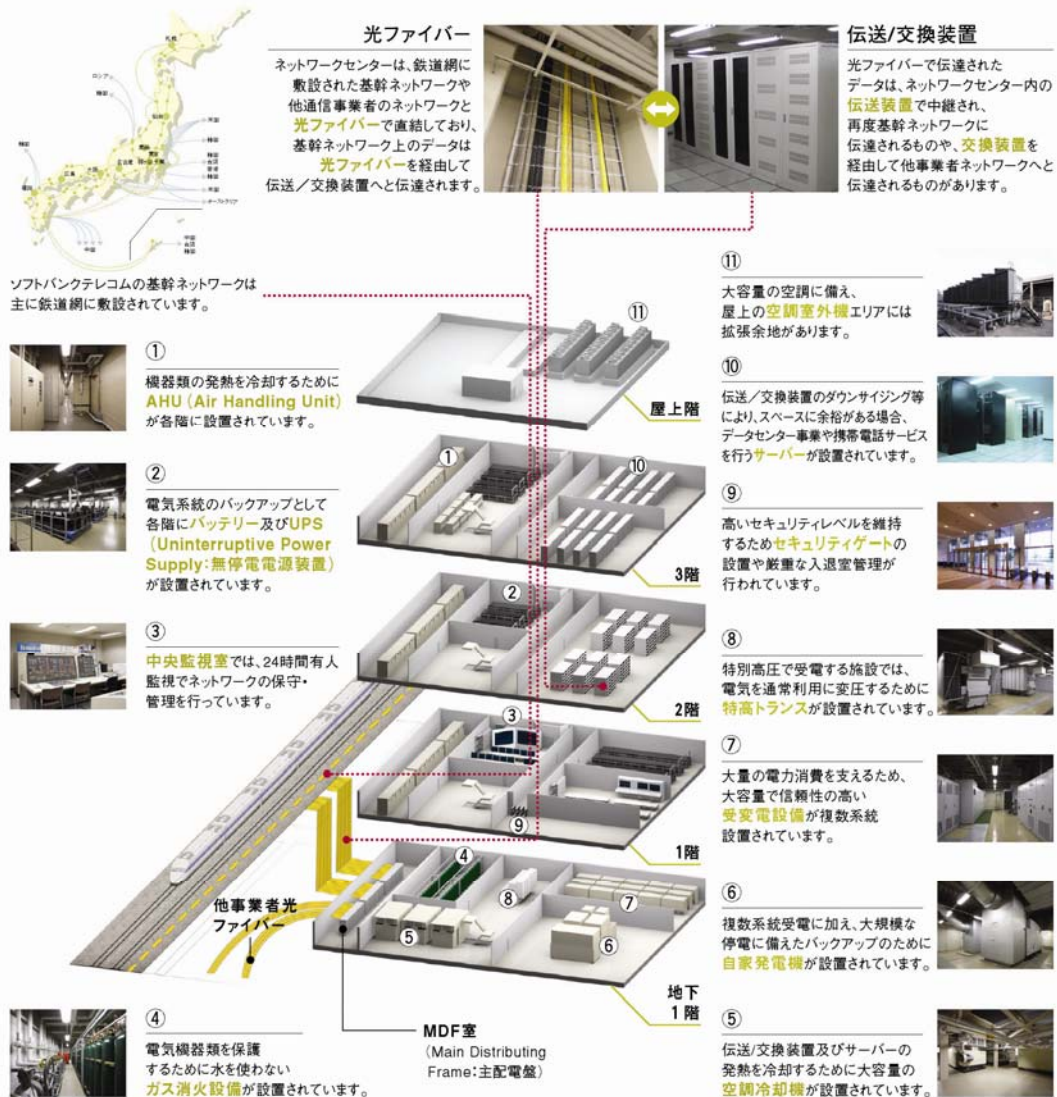 光ファイバー
ネットワークセンターは、鉄道網に
敷設された基幹ネットワークや
他通信事業者のネットワークと
光ファイバーで直結しており、
基幹ネットワーク上のデータは
光ファイバーを経由して
伝送／交換装置へと伝達されます。
伝送/交換装置
光ファイバーで伝達された
データは、ネットワークセンター内の
伝送装置で中継され、
再度基幹ネットワークに
伝達されるものや、交換装置を
経由して他事業者ネットワークへと
伝達されるものがあります。
札幌
ロシア
韓国
仙台
名古屋
大阪
広島
中国
ソフトバンクテレコムの基幹ネットワークは
主に鉄道網に敷設されています。
①
機器類の発熱を冷却するために
AHU（Air Handling Unit）
が各階に設置されています。
②
電気系統のバックアップとして
各階にバッテリー及びUPS
（Uninterruptive Power
Supply：無停電電源装置）
が設置されています。
③
中央監視室では、24時間有人
監視でネットワークの保守・
管理を行っています。
④
電気機器類を保護
するために水を使わない
ガス消火設備が設置されています。
⑪
屋上階
①
⑩
3階
②
2階
③
⑨
1階
④
⑧
⑦
⑤
⑥
地下
1階
他事業者光
ファイバー
MDF室
（Main Distributing
Frame：主配電盤）
⑪
大容量の空調に備え、
屋上の空調室外機エリアには
拡張余地があります。
⑩
伝送／交換装置のダウンサイジング等
により、スペースに余裕がある場合、
データセンター事業や携帯電話サービス
を行うサーバーが設置されています。
⑨
高いセキュリティレベルを維持
するためセキュリティゲートの
設置や厳重な入退室管理が
行われています。
⑧
特別高圧で受電する施設では、
電気を通常利用に変圧するために
特高トランスが設置されています。
⑦
大量の電力消費を支えるため、
大容量で信頼性の高い
受変電設備が複数系統
設置されています。
⑥
複数系統受電に加え、大規模な
停電に備えたバックアップのために
自家発電機が設置されています。
⑤
伝送/交換装置及びサーバーの
発熱を冷却するために大容量の
空調冷却機が設置されています。